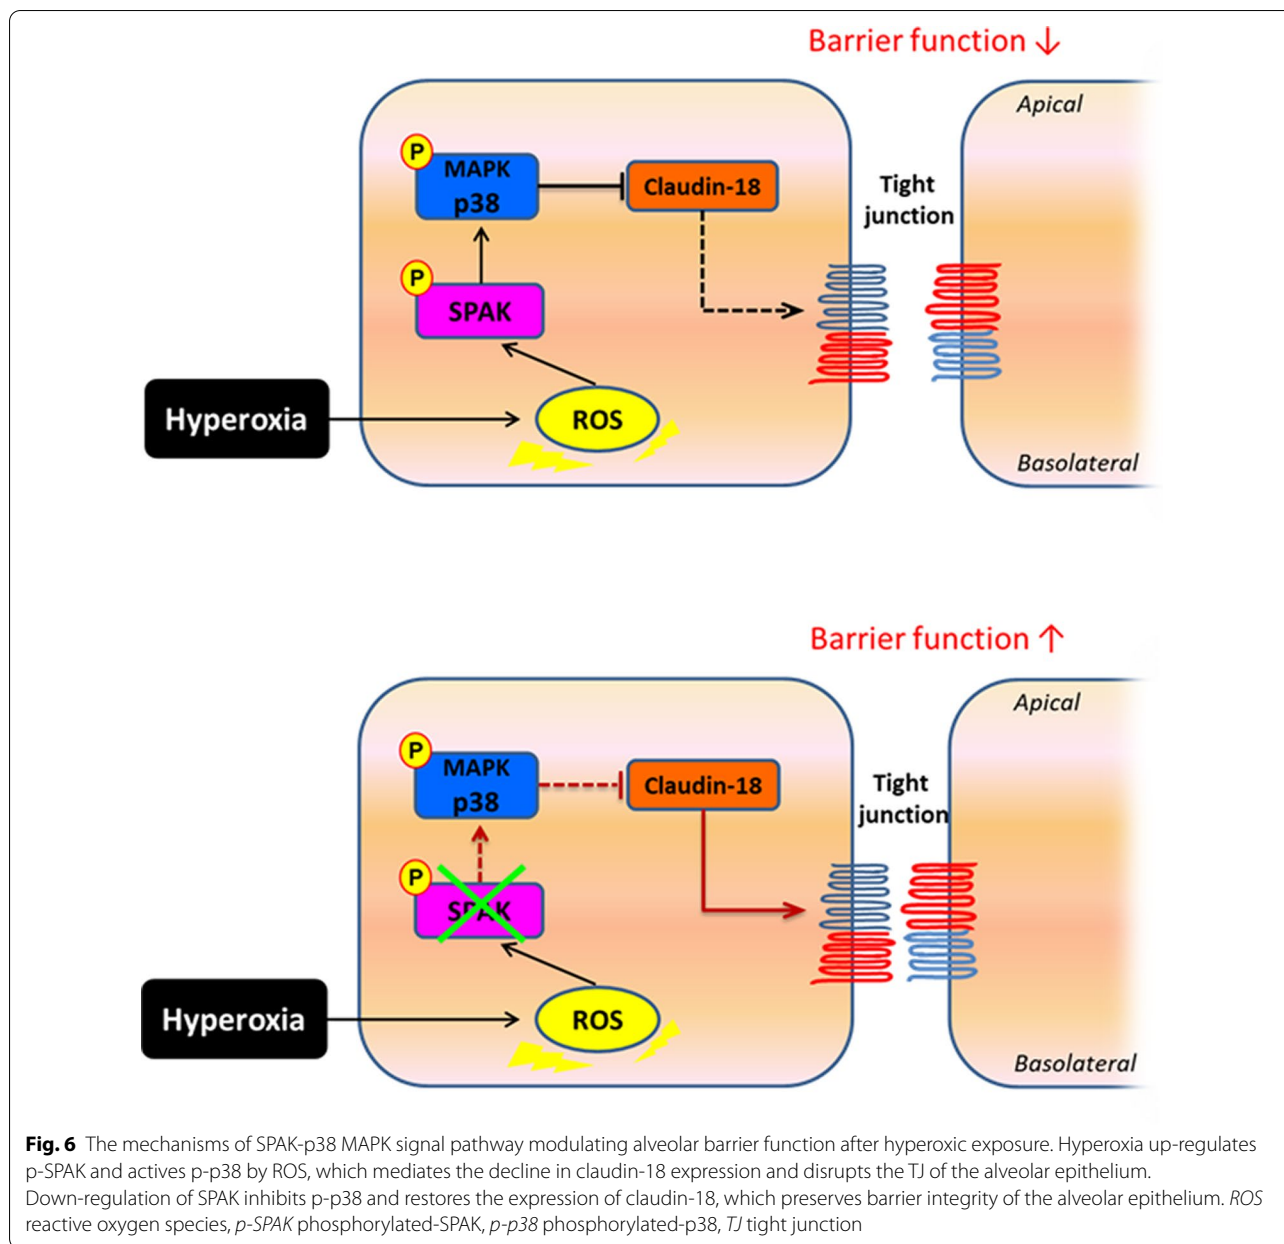 Barrier function ↓
Apical
P
MAPK
p38
Claudin-18
Tight
junction
P
SPAK
Hyperoxia
ROS
Basolateral
Barrier function ↑
Apical
P
MAPK
p38
Claudin-18
Tight
junction
P
SPAK
Hyperoxia
ROS
Basolateral
Fig. 6 The mechanisms of SPAK-p38 MAPK signal pathway modulating alveolar barrier function after hyperoxic exposure. Hyperoxia up-regulates
p-SPAK and actives p-p38 by ROS, which mediates the decline in claudin-18 expression and disrupts the TJ of the alveolar epithelium.
Down-regulation of SPAK inhibits p-p38 and restores the expression of claudin-18, which preserves barrier integrity of the alveolar epithelium. ROS
reactive oxygen species, p-SPAK phosphorylated-SPAK, p-p38 phosphorylated-p38, TJ tight junction